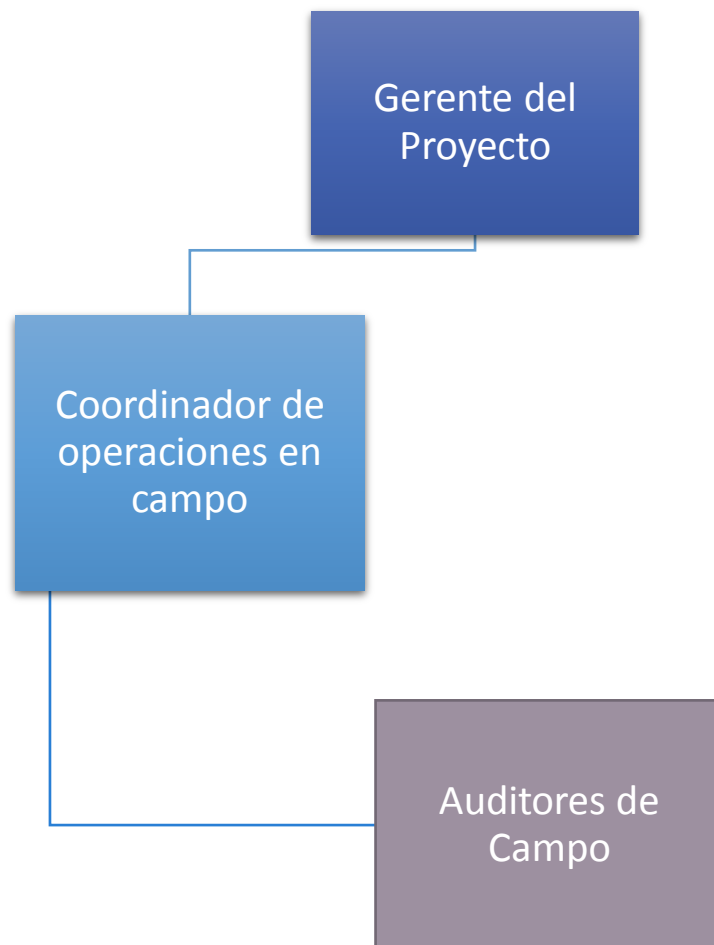 Gerente del
Proyecto
Coordinador de
operaciones en
campo
Auditores de
Campo